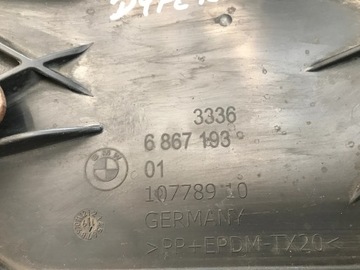 3336
6 867 193
01
10778910
GERMANY
>PP+EPDM-TX20<